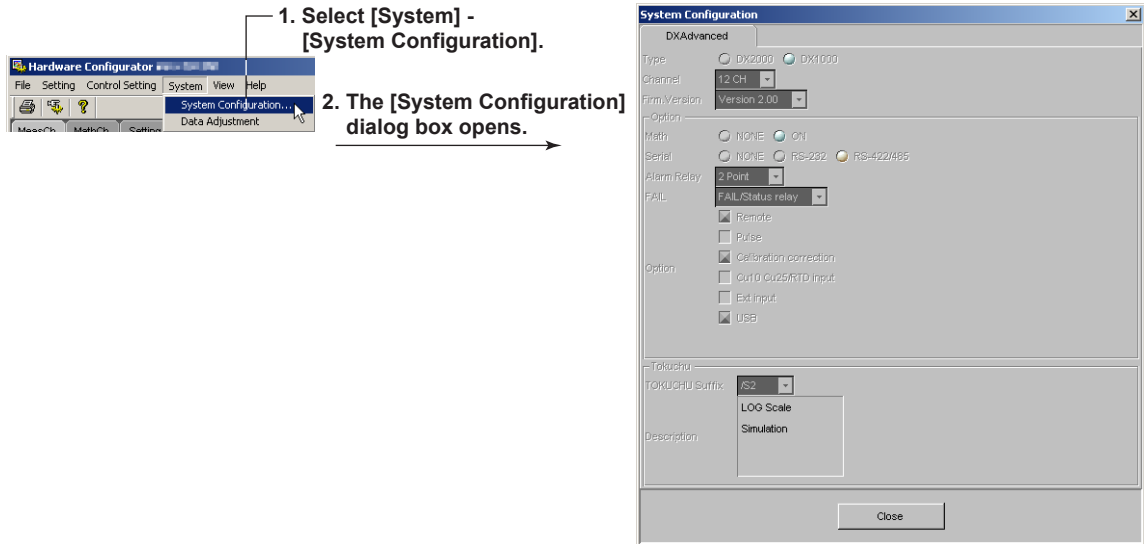 1. Select [System] -
[System Configuration].
Hardware Configurator
File Setting Control Setting System View Help
System Configuration...
Data Adjustment
MeasCh MathCh Setting
2. The [System Configuration]
dialog box opens.
System Configuration
DXAdvanced
Type DX2000 DX1000
Channel 12 CH
Firm.Version Version 2.00
Option
Math NONE ON
Serial NONE RS-232 RS-422/485
Alarm Relay 2 Point
FAIL FAIL/Status relay
Option
Remote
Pulse
Calibration correction
Cu10 Cu25/RTD input
Ext input
USB
Tokuchu
TOKUCHU Suffix /S2
Description
LOG Scale
Simulation
Close